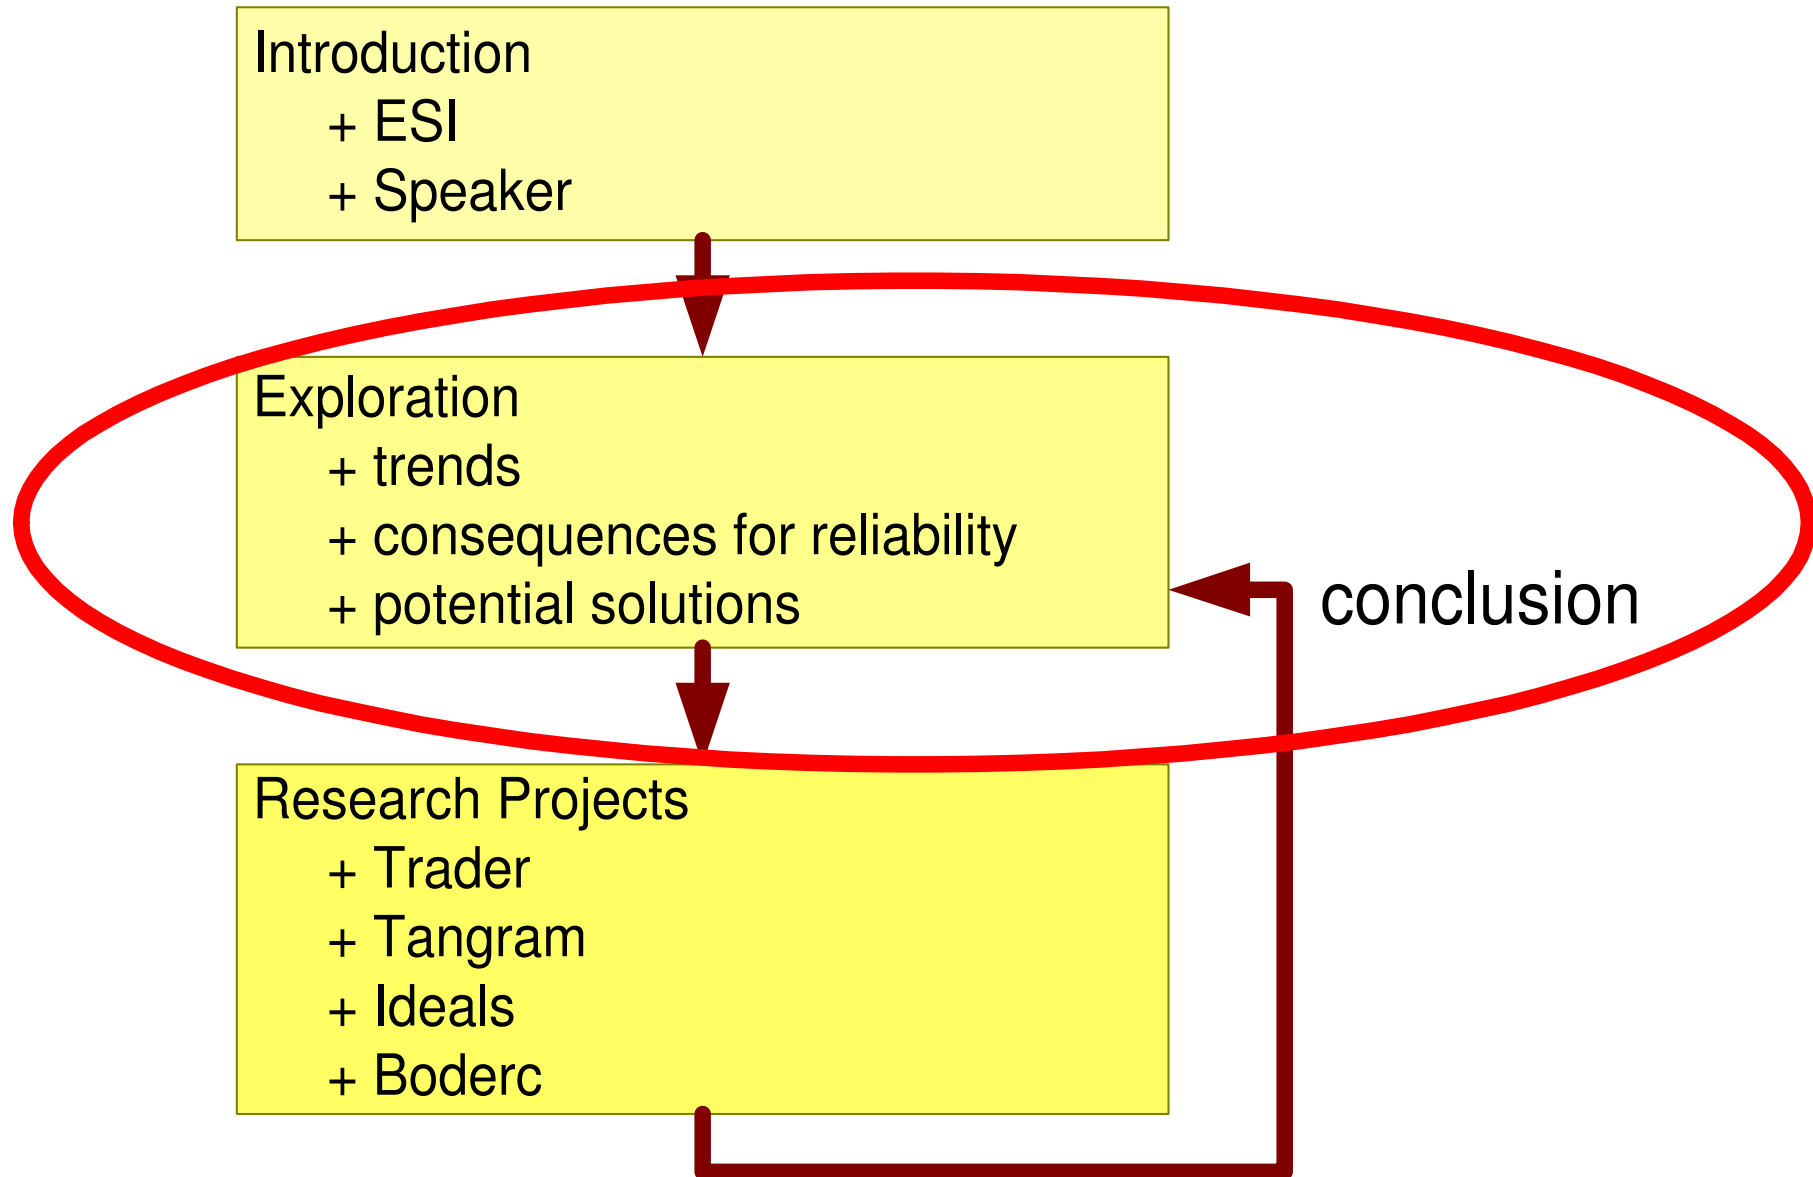 Introduction
+ ESI
+ Speaker
Exploration
+ trends
+ consequences for reliability
+ potential solutions
conclusion
Research Projects
+ Trader
+ Tangram
+ Ideals
+ Boderc